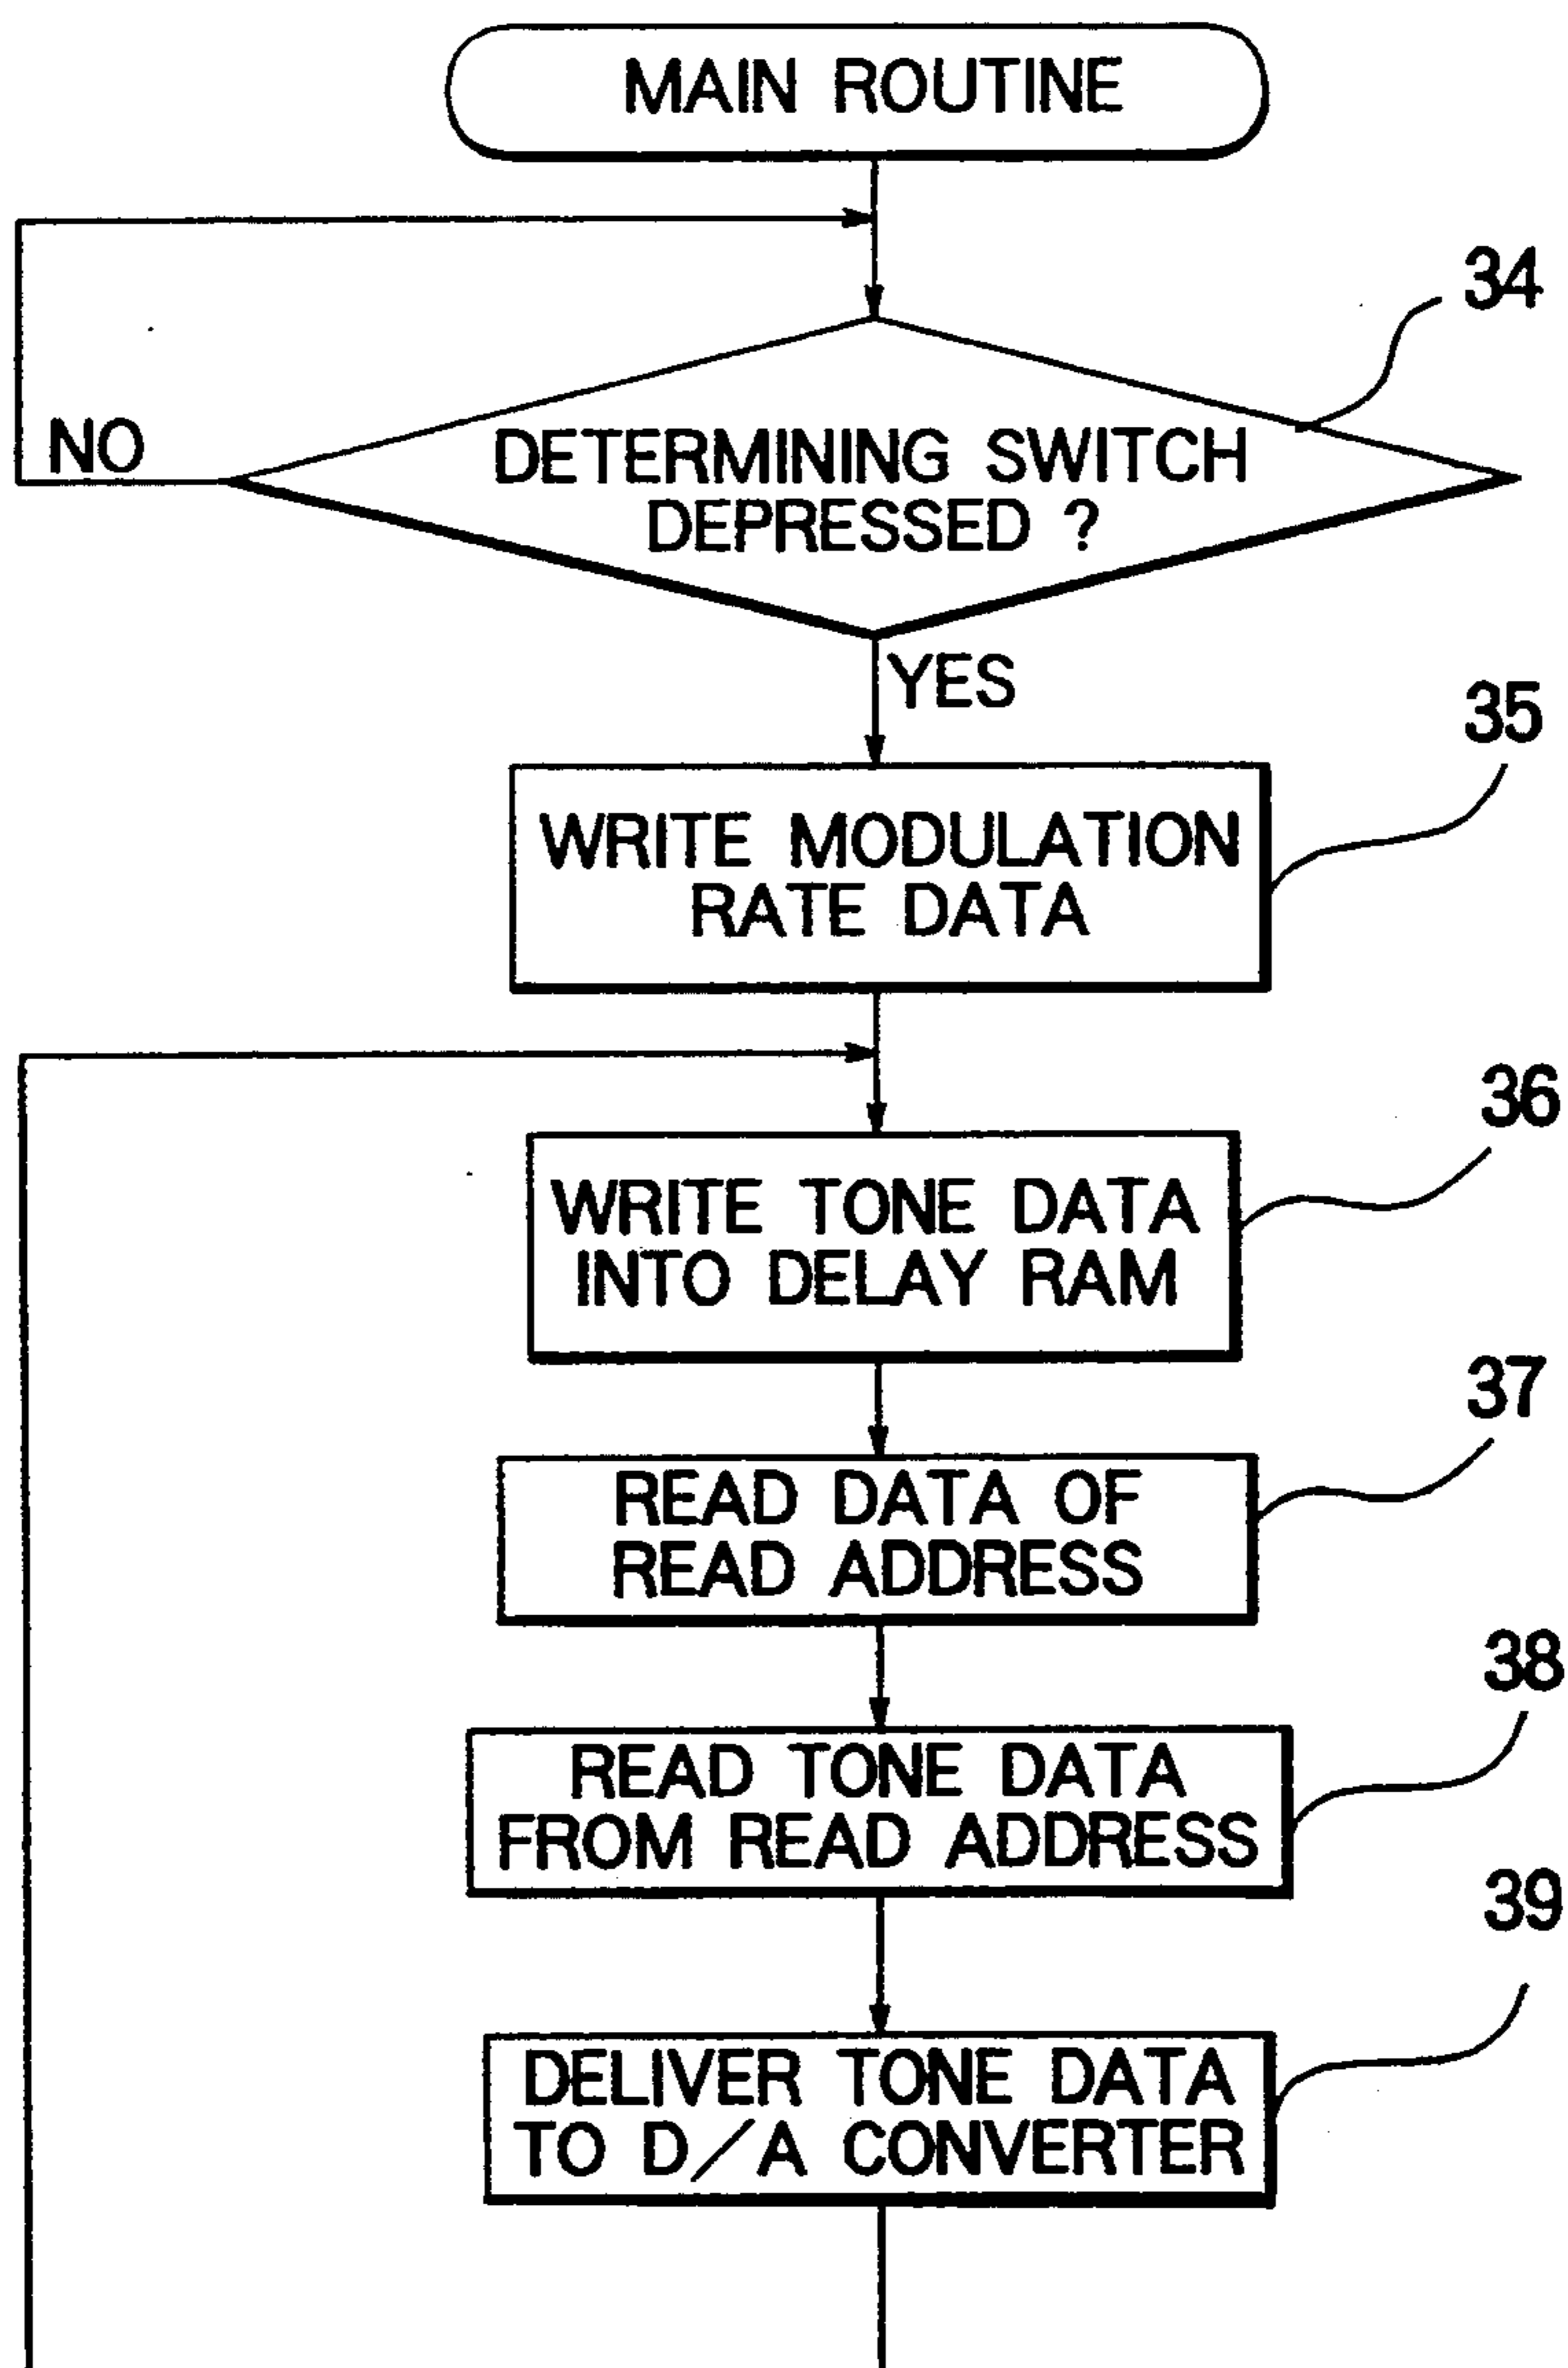 MAIN ROUTINE
34
NO
DETERMINING SWITCH
DEPRESSED ?
YES
35
WRITE MODULATION
RATE DATA
36
WRITE TONE DATA
INTO DELAY RAM
37
READ DATA OF
READ ADDRESS
38
READ TONE DATA
FROM READ ADDRESS
39
DELIVER TONE DATA
TO D/A CONVERTER